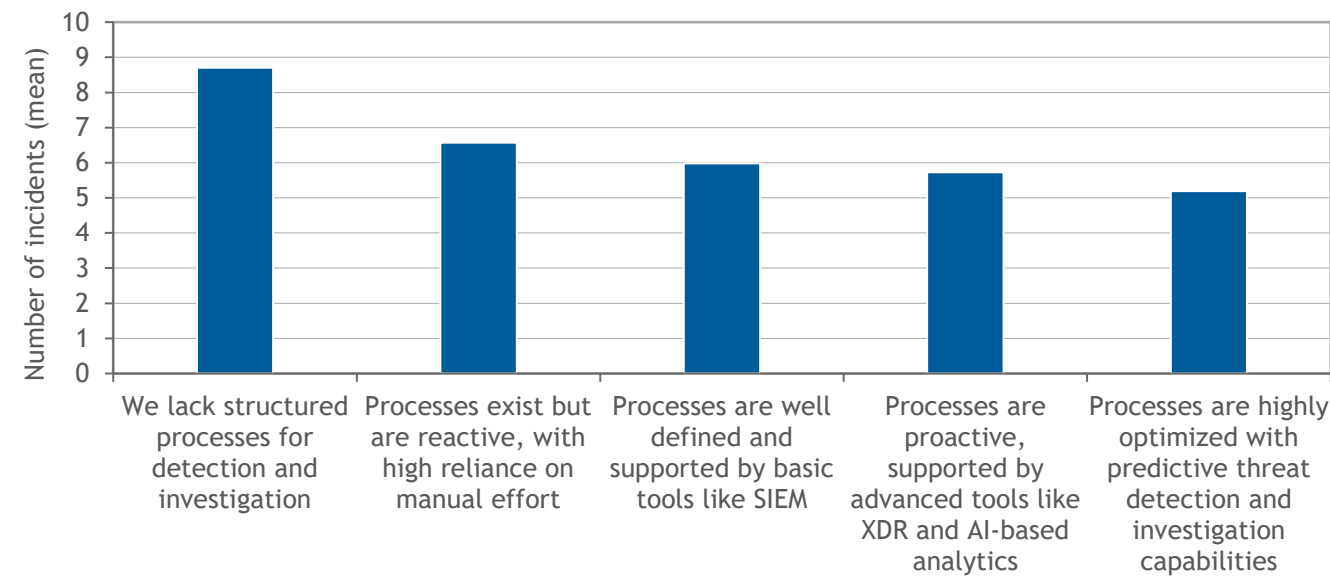 Number of incidents (mean)
10
9
8
7
6
5
4
3
2
1
0
We lack structured
processes for
detection and
investigation
Processes exist but
are reactive, with
high reliance on
manual effort
Processes are well
defined and
supported by basic
tools like SIEM
Processes are
proactive,
supported by
advanced tools like
XDR and AI-based
analytics
Processes are highly
optimized with
predictive threat
detection and
investigation
capabilities